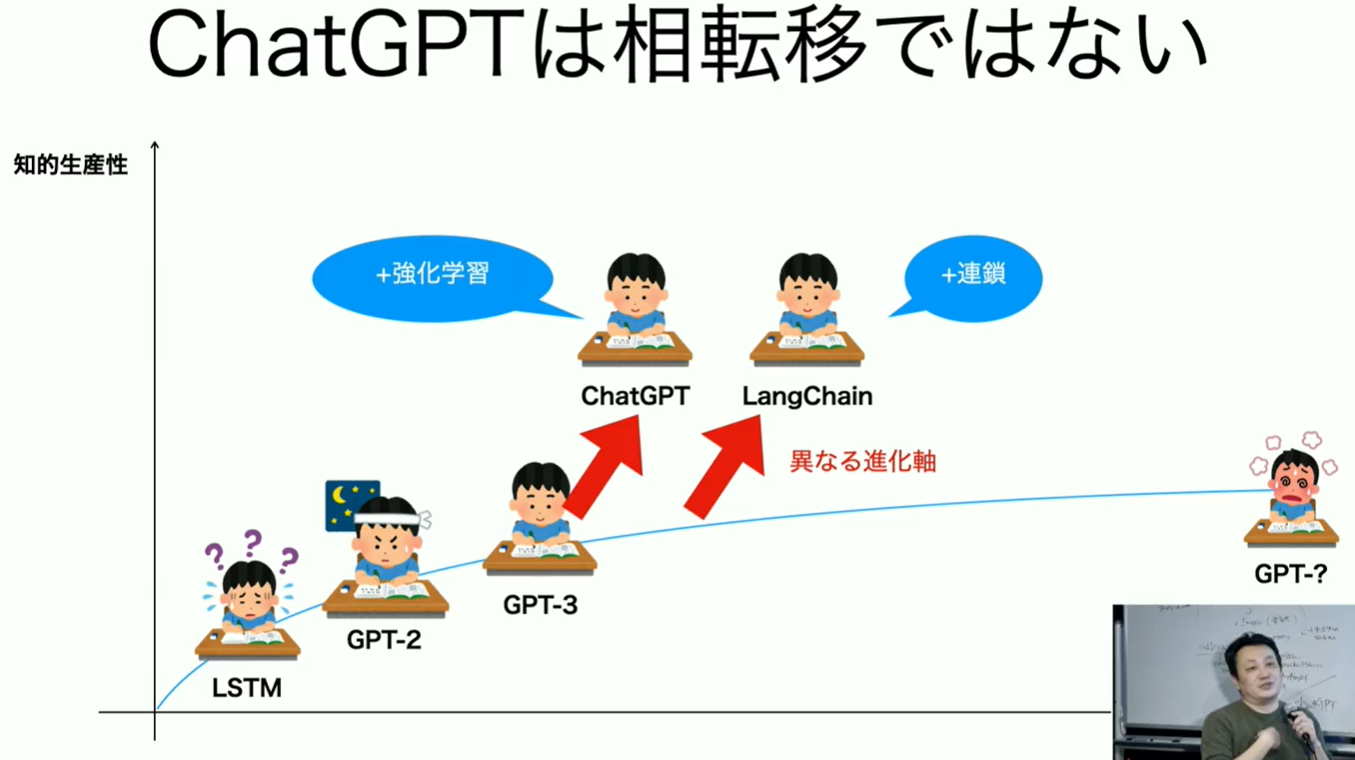 ChatGPTは相転移ではない
知的生産性
+強化学習
+連鎖
ChatGPT
LangChain
異なる進化軸
GPT-?
GPT-3
GPT-2
LSTM